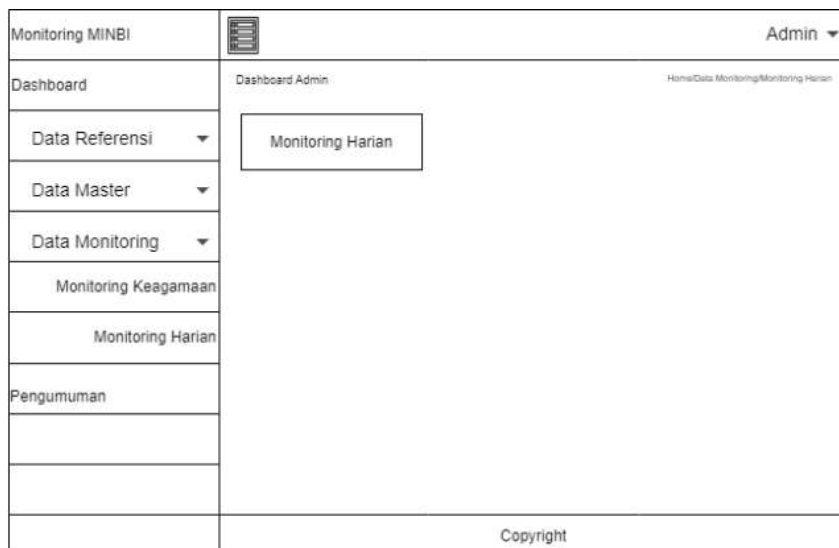 Monitoring MINBI
Admin
Dashboard
Dashboard Admin
Home/Data Monitoring/Monitoring Harian
Data Referensi
Monitoring Harian
Data Master
Data Monitoring
Monitoring Keagamaan
Monitoring Harian
Pengumuman
Copyright